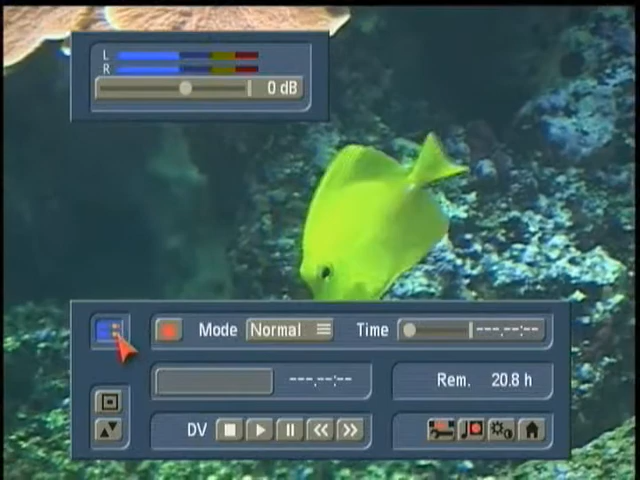 L
R
0 dB
Mode Normal Time ---.--:--
---.--:-- Rem. 20.8 h
DV